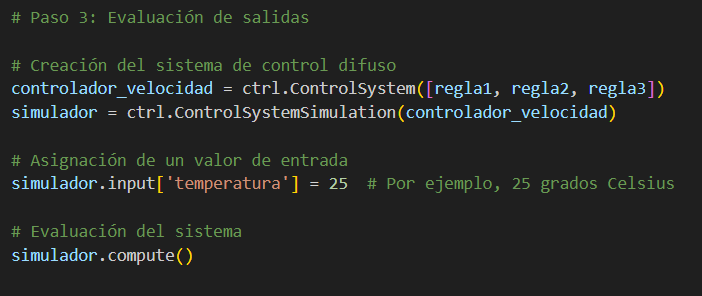 # Paso 3: Evaluación de salidas
# Creación del sistema de control difuso
controlador_velocidad = ctrl.ControlSystem([regla1, regla2, regla3])
simulador = ctrl.ControlSystemSimulation(controlador_velocidad)
# Asignación de un valor de entrada
simulador.input['temperatura'] = 25  # Por ejemplo, 25 grados Celsius
# Evaluación del sistema
simulador.compute()